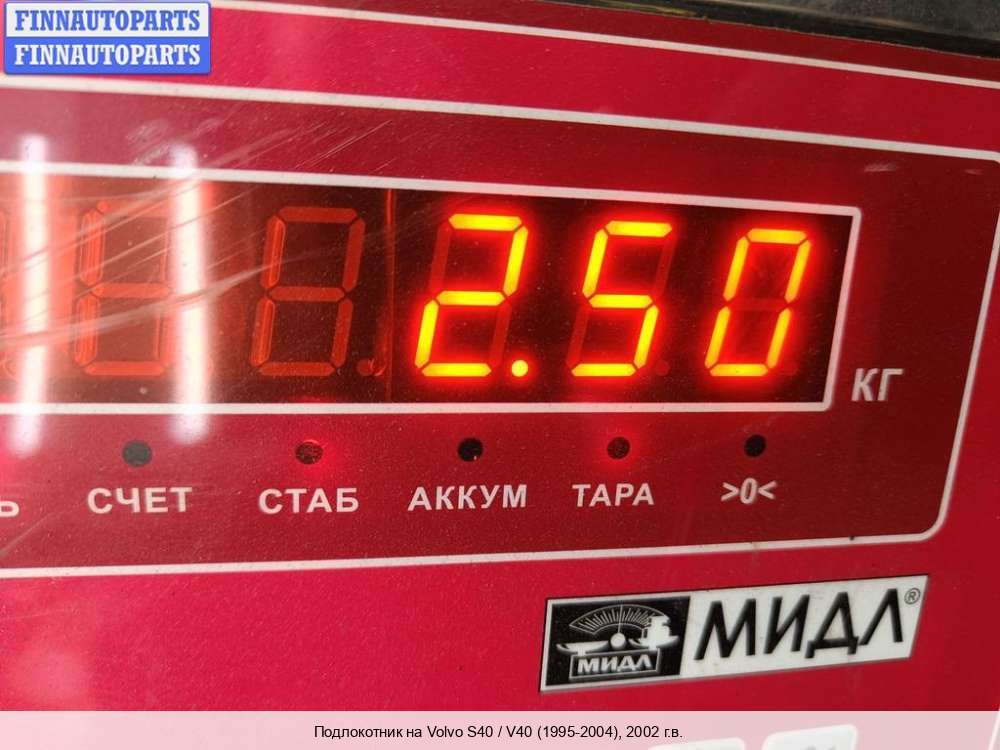 FINNAUTOPARTS
FINNAUTOPARTS
2.50
КГ
СЧЕТ СТАБ АККУМ ТАРА >0<
МИДЛ МИДЛ®
Подлокотник на Volvo S40 / V40 (1995-2004), 2002 г.в.